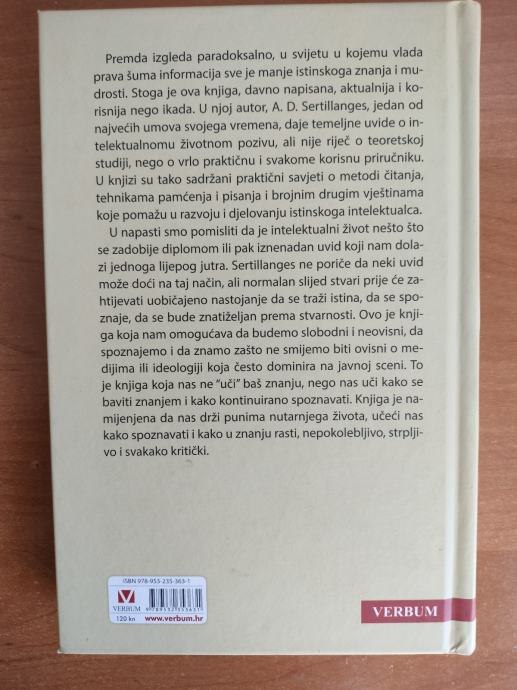 Premda izgleda paradoksalno, u svijetu u kojemu vlada
prava šuma informacija sve je manje istinskoga znanja i mu-
drosti. Stoga je ova knjiga, davno napisana, aktualnija i ko-
risnija nego ikada. U njoj autor, A. D. Sertillanges, jedan od
najvećih umova svojega vremena, daje temeljne uvide o in-
telektualnomu životnom pozivu, ali nije riječ o teoretskoj
studiji, nego o vrlo praktičnu i svakome korisnu priručniku.
U knjizi su tako sadržani praktični savjeti o metodi čitanja,
tehnikama pamćenja i pisanja i brojnim drugim vještinama
koje pomažu u razvoju i djelovanju istinskoga intelektualca.
U napasti smo pomisliti da je intelektualni život nešto što
se zadobije diplomom ili pak iznenadan uvid koji nam dola-
zi jednoga lijepog jutra. Sertillanges ne poriče da neki uvid
može doći na taj način, ali normalan slijed stvari prije će za-
htijevati uobičajeno nastojanje da se traži istina, da se spo-
znaje, da se bude znatiželjan prema stvarnosti. Ovo je knji-
ga koja nam omogućava da budemo slobodni i neovisni, da
spoznajemo i da znamo zašto ne smijemo biti ovisni o me-
dijima ili ideologiji koja često dominira na javnoj sceni. To
je knjiga koja nas ne "uči" baš znanju, nego nas uči kako se
baviti znanjem i kako kontinuirano spoznavati. Knjiga je na-
mijenjena da nas drži punima nutarnjega života, učeći nas
kako spoznavati i kako u znanju rasti, nepokolebljivo, strplji-
vo i svakako kritički.
ISBN 978-953-235-363-1
VERBUM
9 789532 353631
120 kn www.verbum.hr
VERBUM